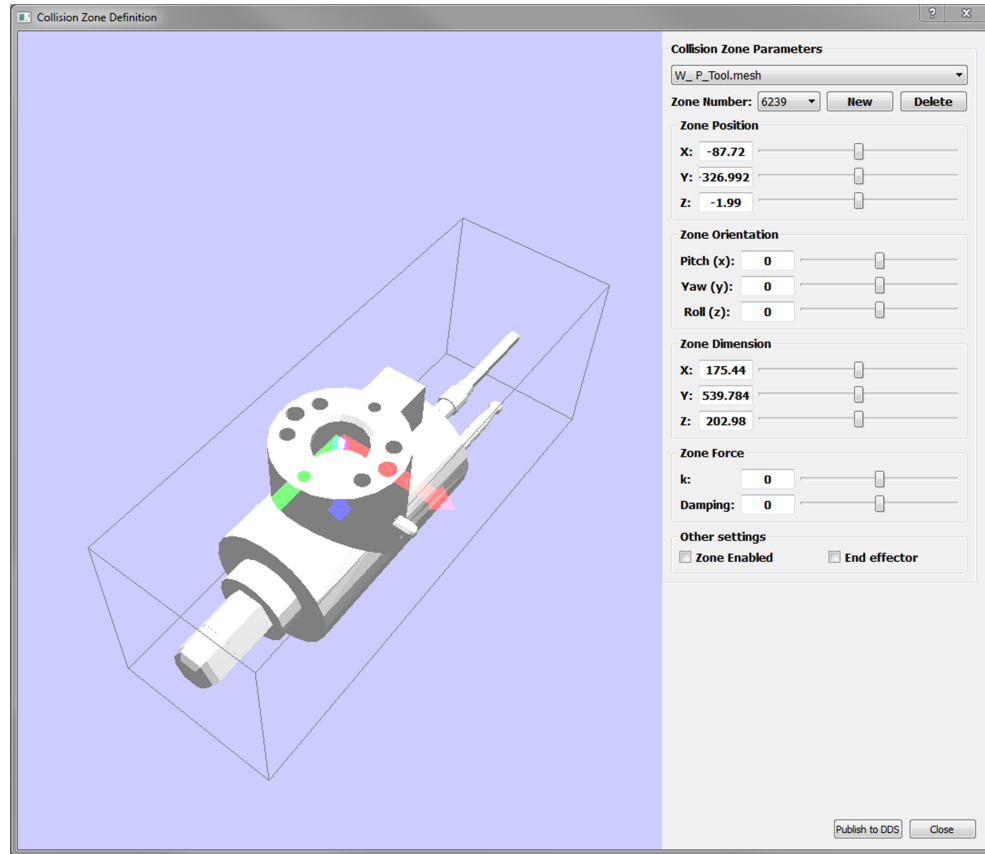 Collision Zone Definition
Collision Zone Parameters
W_ P_Tool.mesh
Zone Number: 6239 New Delete
Zone Position
X: -87.72
Y: -326.992
Z: -1.99
Zone Orientation
Pitch (x): 0
Yaw (y): 0
Roll (z): 0
Zone Dimension
X: 175.44
Y: 539.784
Z: 202.98
Zone Force
k: 0
Damping: 0
Other settings
Zone Enabled End effector
Publish to DDS Close